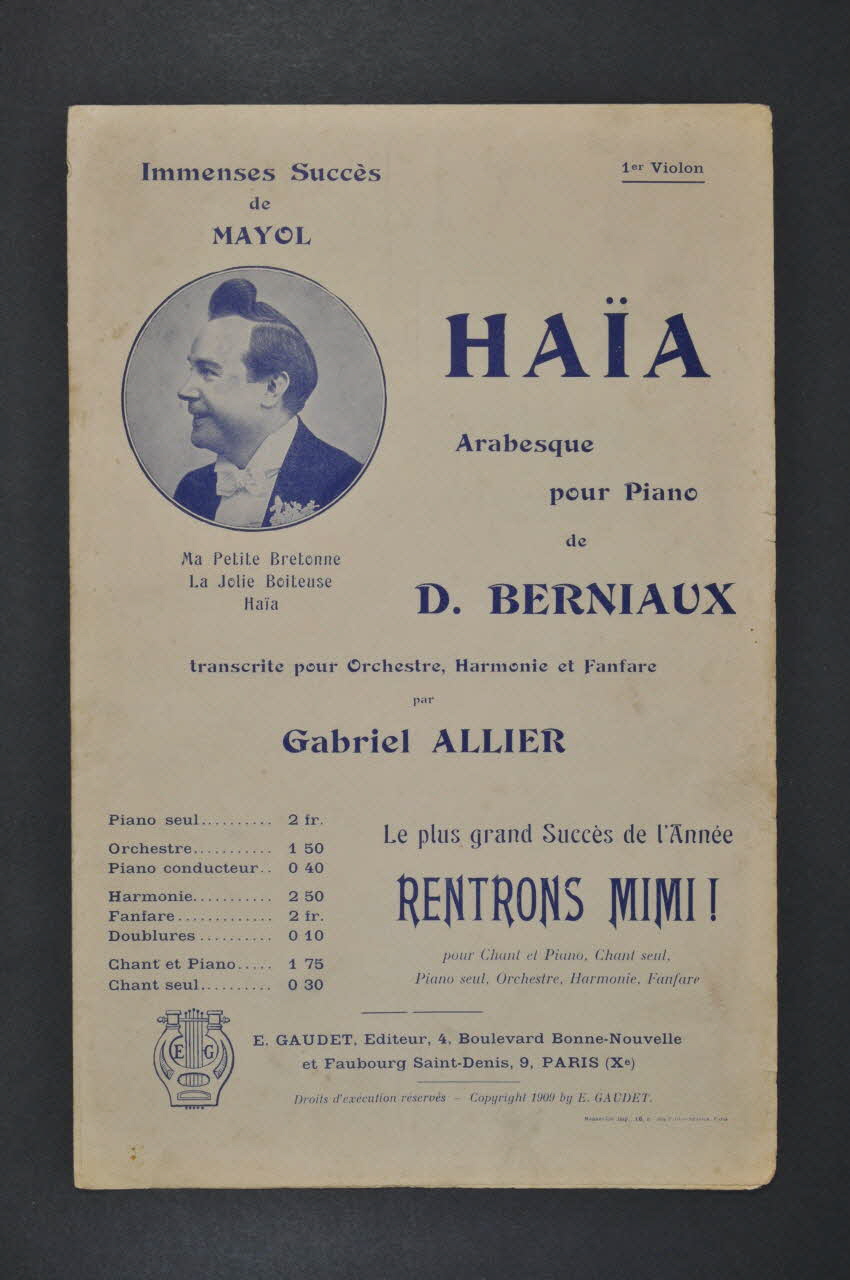 Immenses Succès
de
MAYOL
1er Violon
HAÏA
Arabesque
pour Piano
de
D. BERNIAUX
Ma Petite Bretonne
La Jolie Boiteuse
Haïa
transcrite pour Orchestre, Harmonie et Fanfare
par
Gabriel ALLIER
Piano seul.......... 2 fr.
Orchestre........... 1 50
Piano conducteur.. 0 40
Harmonie........... 2 50
Fanfare............. 2 fr.
Doublures.......... 0 10
Chant et Piano..... 1 75
Chant seul.......... 0 30
Le plus grand Succès de l'Année
RENTRONS MIMI !
pour Chant et Piano, Chant seul,
Piano seul, Orchestre, Harmonie, Fanfare
E G
E. GAUDET, Editeur, 4, Boulevard Bonne-Nouvelle
et Faubourg Saint-Denis, 9, PARIS (Xe)
Droits d'exécution réservés — Copyright 1909 by E. GAUDET.